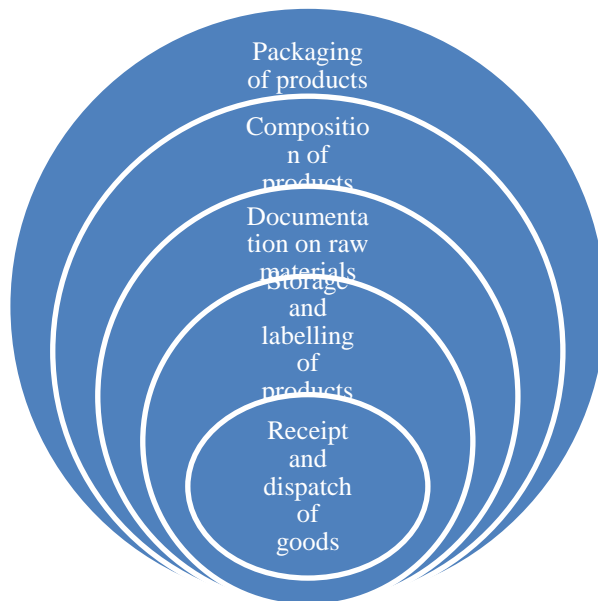 Packaging
of products
Compositio
n of
products
Documenta
tion on raw
materials
Storage
and
labelling
of
products
Receipt
and
dispatch
of
goods